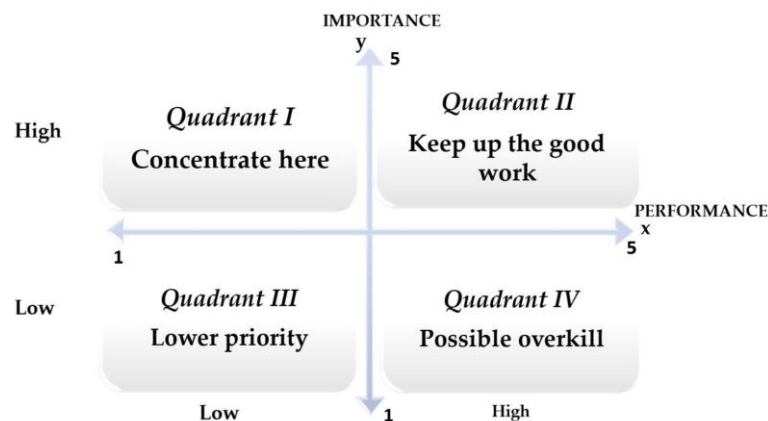 IMPORTANCE
y
5
Quadrant I
Quadrant II
High
Concentrate here
Keep up the good
work
PERFORMANCE
x
1
5
Quadrant III
Quadrant IV
Low
Lower priority
Possible overkill
Low
1
High